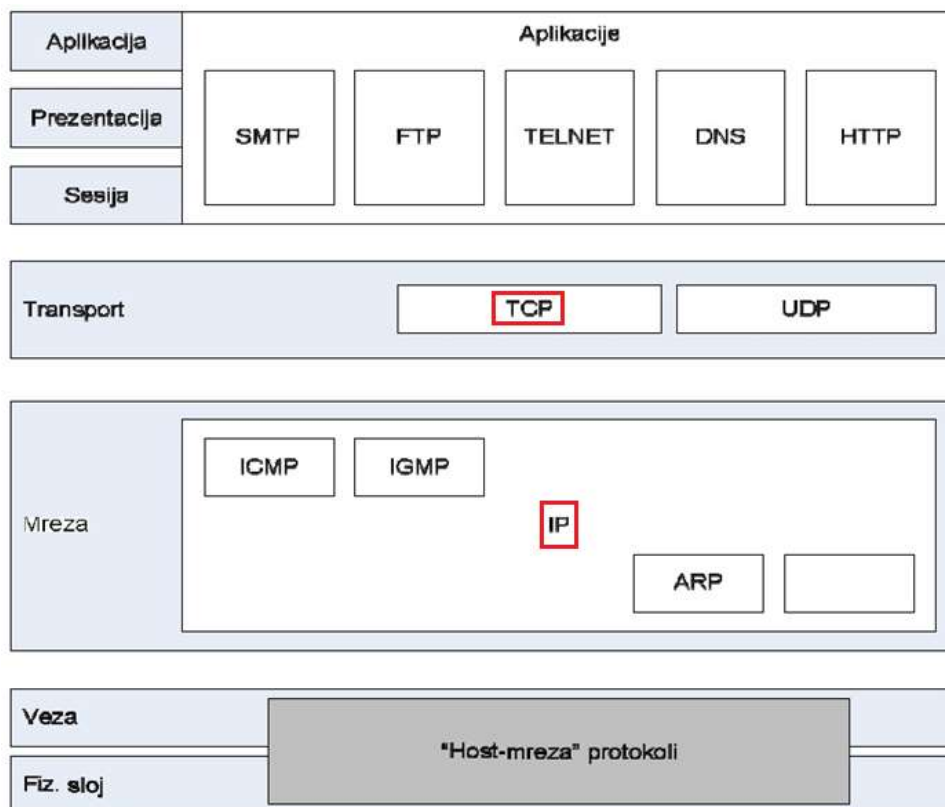 Aplikacija
Aplikacije
Prezentacija
Sesija
SMTP
FTP
TELNET
DNS
HTTP
Transport
TCP
UDP
Mreza
ICMP
IGMP
IP
ARP
Veza
"Host-mreza" protokoli
Fiz. sloj